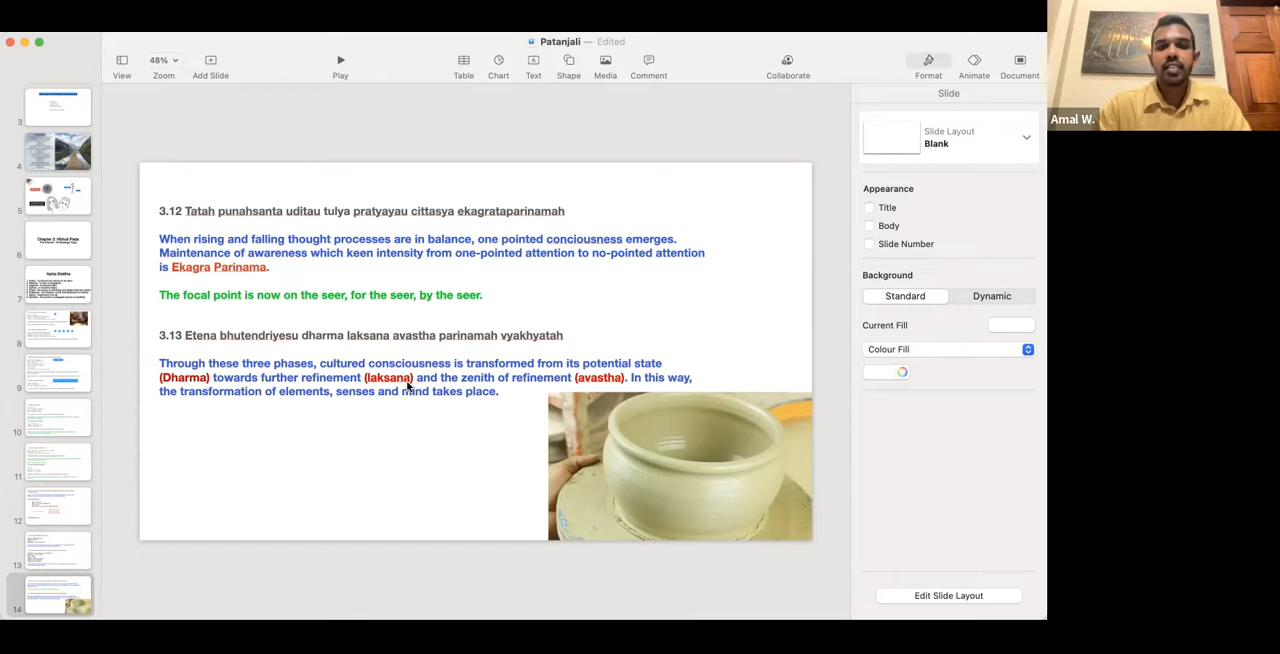 Patanjali — Edited
48%
View
Zoom
Add Slide
Play
Table
Chart
Text
Shape
Media
Comment
Collaborate
Format
Animate
Document
3
4
5
6
7
8
9
10
11
12
13
14
3.12 Tatah punahsanta uditau tulya pratyayau cittasya ekagrataparinamah
When rising and falling thought processes are in balance, one pointed conciousness emerges.
Maintenance of awareness which keen intensity from one-pointed attention to no-pointed attention
is Ekagra Parinama.
The focal point is now on the seer, for the seer, by the seer.
3.13 Etena bhutendriyesu dharma laksana avastha parinamah vyakhyatah
Through these three phases, cultured consciousness is transformed from its potential state
(Dharma) towards further refinement (laksana) and the zenith of refinement (avastha). In this way,
the transformation of elements, senses and mind takes place.
Slide
Slide Layout
Blank
Appearance
Title
Body
Slide Number
Background
Standard
Dynamic
Current Fill
Colour Fill
Edit Slide Layout
Amal W.